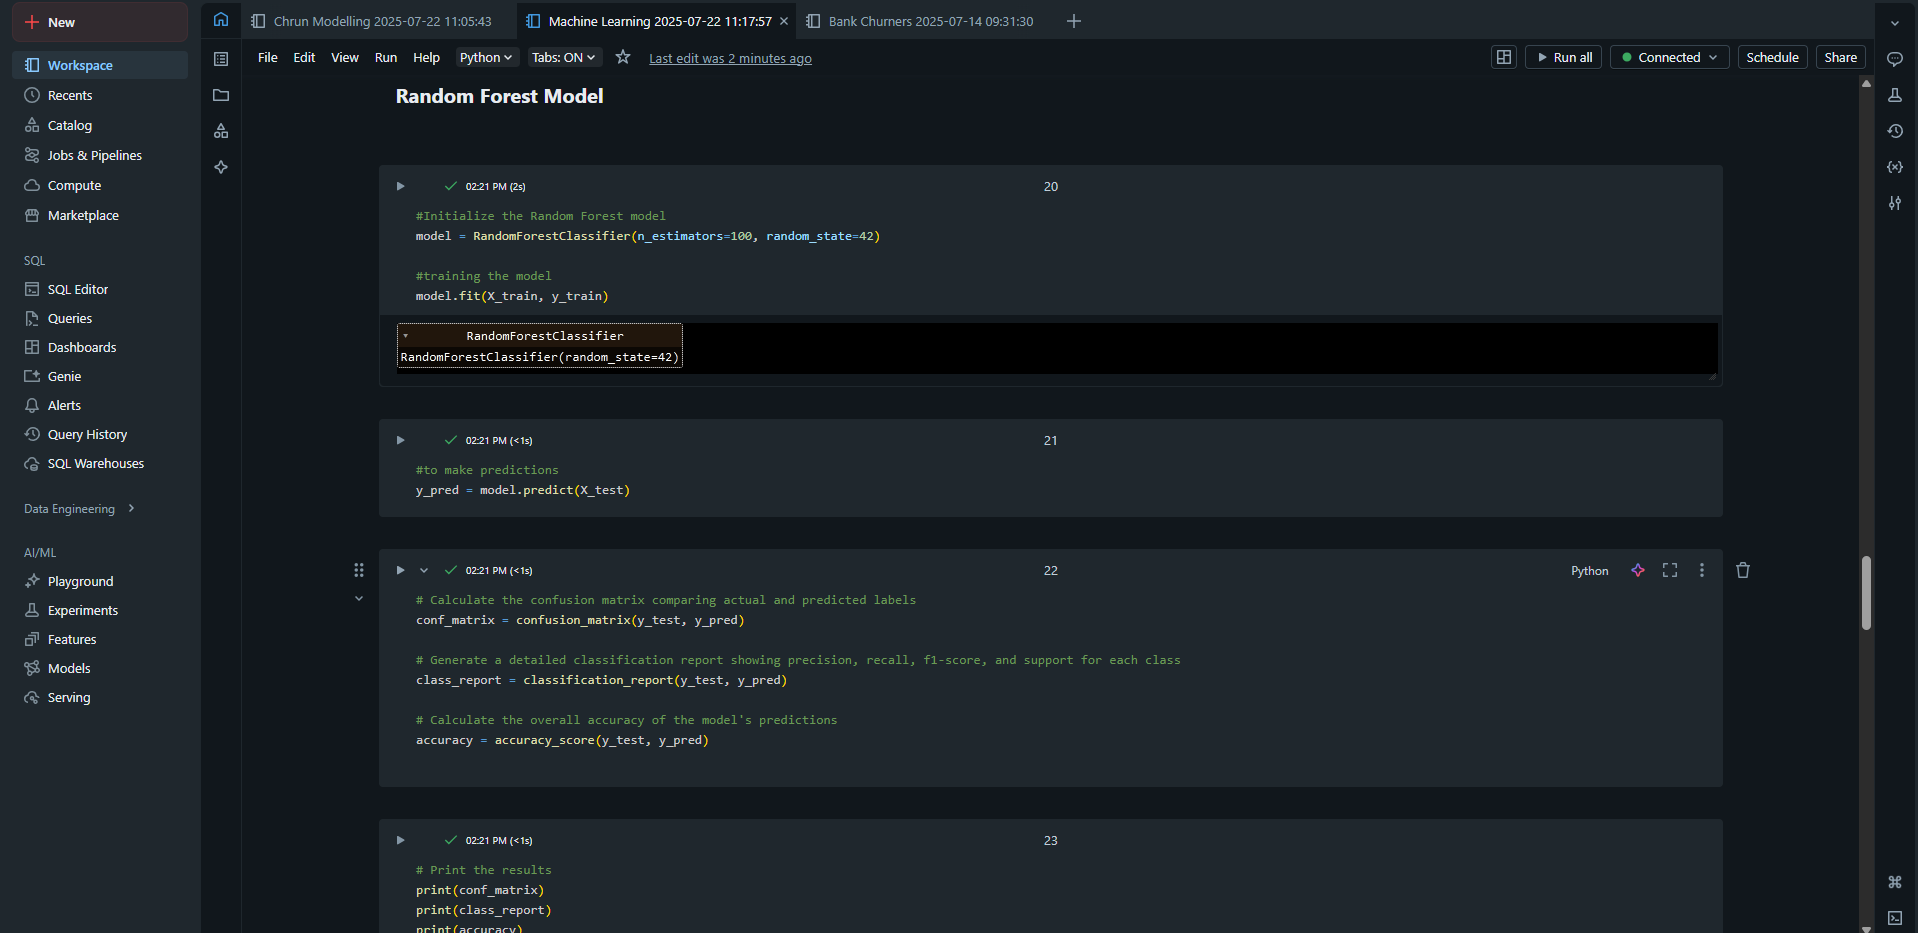 New
Workspace
Recents
Catalog
Jobs & Pipelines
Compute
Marketplace
SQL
SQL Editor
Queries
Dashboards
Genie
Alerts
Query History
SQL Warehouses
Data Engineering
AI/ML
Playground
Experiments
Features
Models
Serving
Chrun Modelling 2025-07-22 11:05:43
Machine Learning 2025-07-22 11:17:57
Bank Churners 2025-07-14 09:31:30
File Edit View Run Help Python Tabs: ON Last edit was 2 minutes ago
Run all Connected Schedule Share
Random Forest Model
02:21 PM (2s) 20
#Initialize the Random Forest model
model = RandomForestClassifier(n_estimators=100, random_state=42)
#training the model
model.fit(X_train, y_train)
RandomForestClassifier
RandomForestClassifier(random_state=42)
02:21 PM (<1s) 21
#to make predictions
y_pred = model.predict(X_test)
02:21 PM (<1s) 22 Python
# Calculate the confusion matrix comparing actual and predicted labels
conf_matrix = confusion_matrix(y_test, y_pred)
# Generate a detailed classification report showing precision, recall, f1-score, and support for each class
class_report = classification_report(y_test, y_pred)
# Calculate the overall accuracy of the model's predictions
accuracy = accuracy_score(y_test, y_pred)
02:21 PM (<1s) 23
# Print the results
print(conf_matrix)
print(class_report)
print(accuracy)